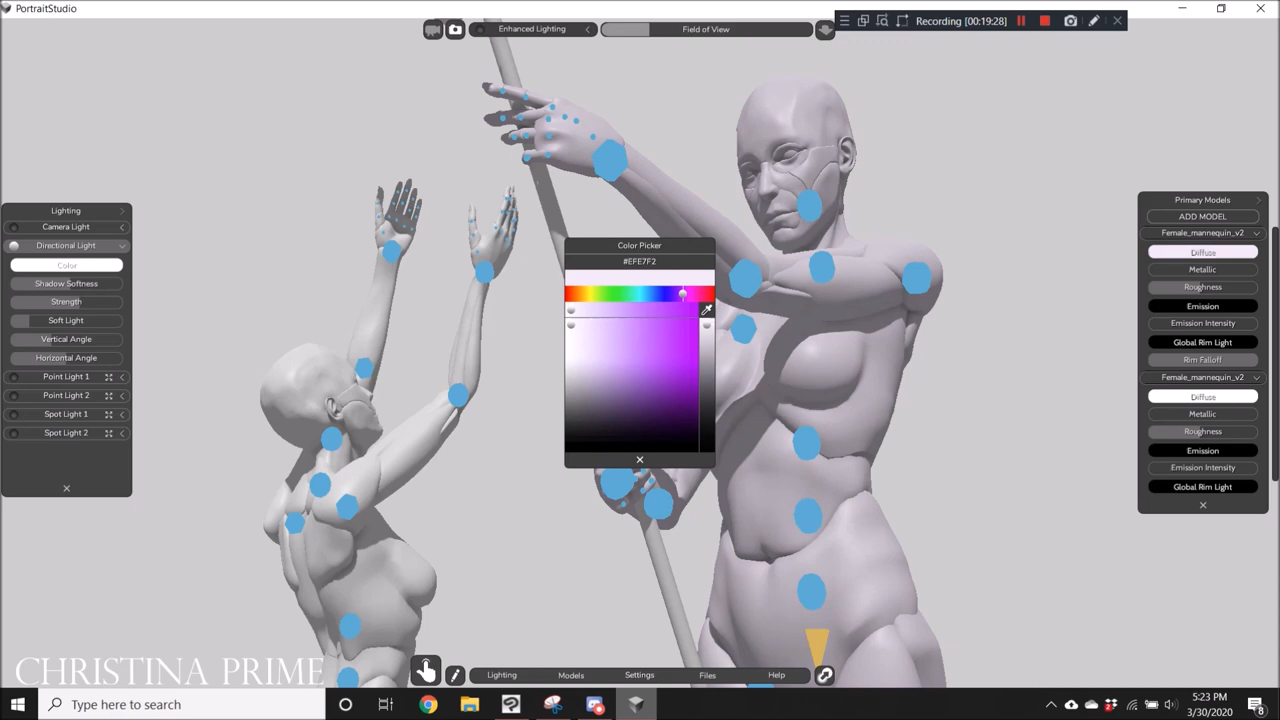 PortraitStudio
Enhanced Lighting
Field of View
Recording [00:19:28]
Lighting
Camera Light
Directional Light
Color
Shadow Softness
Strength
Soft Light
Vertical Angle
Horizontal Angle
Point Light 1
Point Light 2
Spot Light 1
Spot Light 2
Color Picker
#EFE7F2
Primary Models
ADD MODEL
Female_mannequin_v2
Diffuse
Metallic
Roughness
Emission
Emission Intensity
Global Rim Light
Rim Falloff
Female_mannequin_v2
Diffuse
Metallic
Roughness
Emission
Emission Intensity
Global Rim Light
CHRISTINA PRIME
Lighting
Models
Settings
Files
Help
Type here to search
5:23 PM
3/30/2020
8